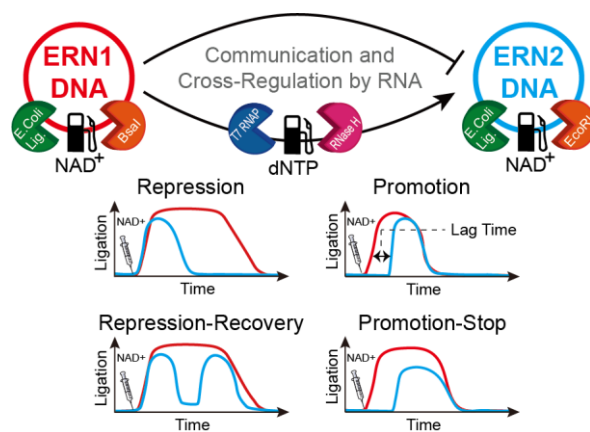 ERN1
DNA
Communication and
Cross-Regulation by RNA
ERN2
DNA
E.Coli
Lig.
BsaI
NAD+
T7 RNAP
RNase H
dNTP
E.Coli
Lig.
EcoRI
NAD+
Repression
NAD+
Ligation
Time
Promotion
NAD+
Lag Time
Ligation
Time
Repression-Recovery
NAD+
Ligation
Time
Promotion-Stop
NAD+
Ligation
Time